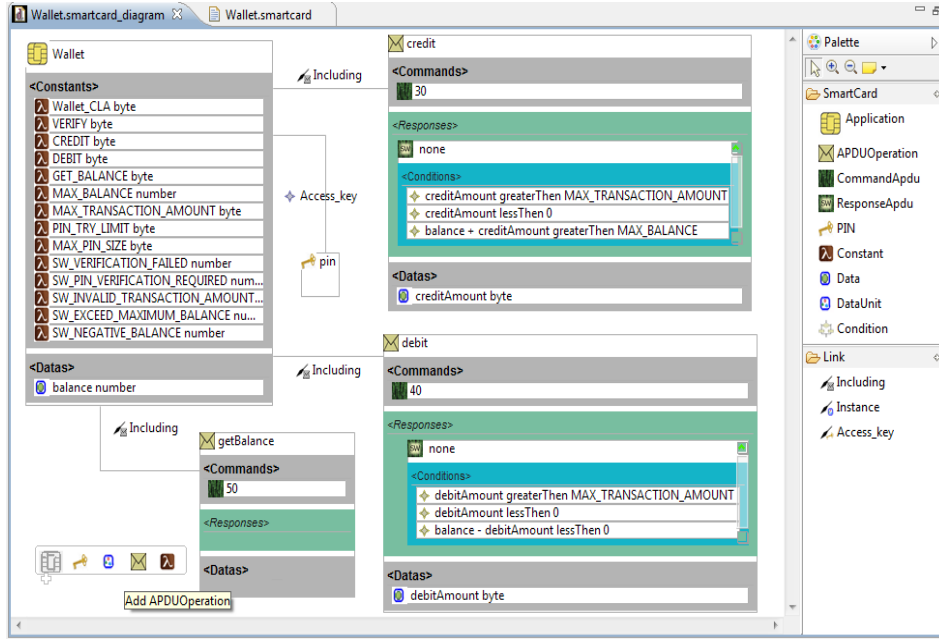 Wallet.smartcard_diagram
Wallet.smartcard
Wallet
<Constants>
Wallet_CLA byte
VERIFY byte
CREDIT byte
DEBIT byte
GET_BALANCE byte
MAX_BALANCE number
MAX_TRANSACTION_AMOUNT byte
PIN_TRY_LIMIT byte
MAX_PIN_SIZE byte
SW_VERIFICATION_FAILED number
SW_PIN_VERIFICATION_REQUIRED num...
SW_INVALID_TRANSACTION_AMOUNT...
SW_EXCEED_MAXIMUM_BALANCE nu...
SW_NEGATIVE_BALANCE number
<Datas>
balance number
Including
Access_key
pin
Including
Including
credit
<Commands>
30
<Responses>
SW none
<Conditions>
creditAmount greaterThen MAX_TRANSACTION_AMOUNT
creditAmount lessThen 0
balance + creditAmount greaterThen MAX_BALANCE
<Datas>
creditAmount byte
debit
<Commands>
40
<Responses>
SW none
<Conditions>
debitAmount greaterThen MAX_TRANSACTION_AMOUNT
debitAmount lessThen 0
balance - debitAmount lessThen 0
<Datas>
debitAmount byte
getBalance
<Commands>
50
<Responses>
<Datas>
Add APDUOperation
Palette
SmartCard
Application
APDUOperation
CommandApdu
ResponseApdu
PIN
Constant
Data
DataUnit
Condition
Link
Including
Instance
Access_key